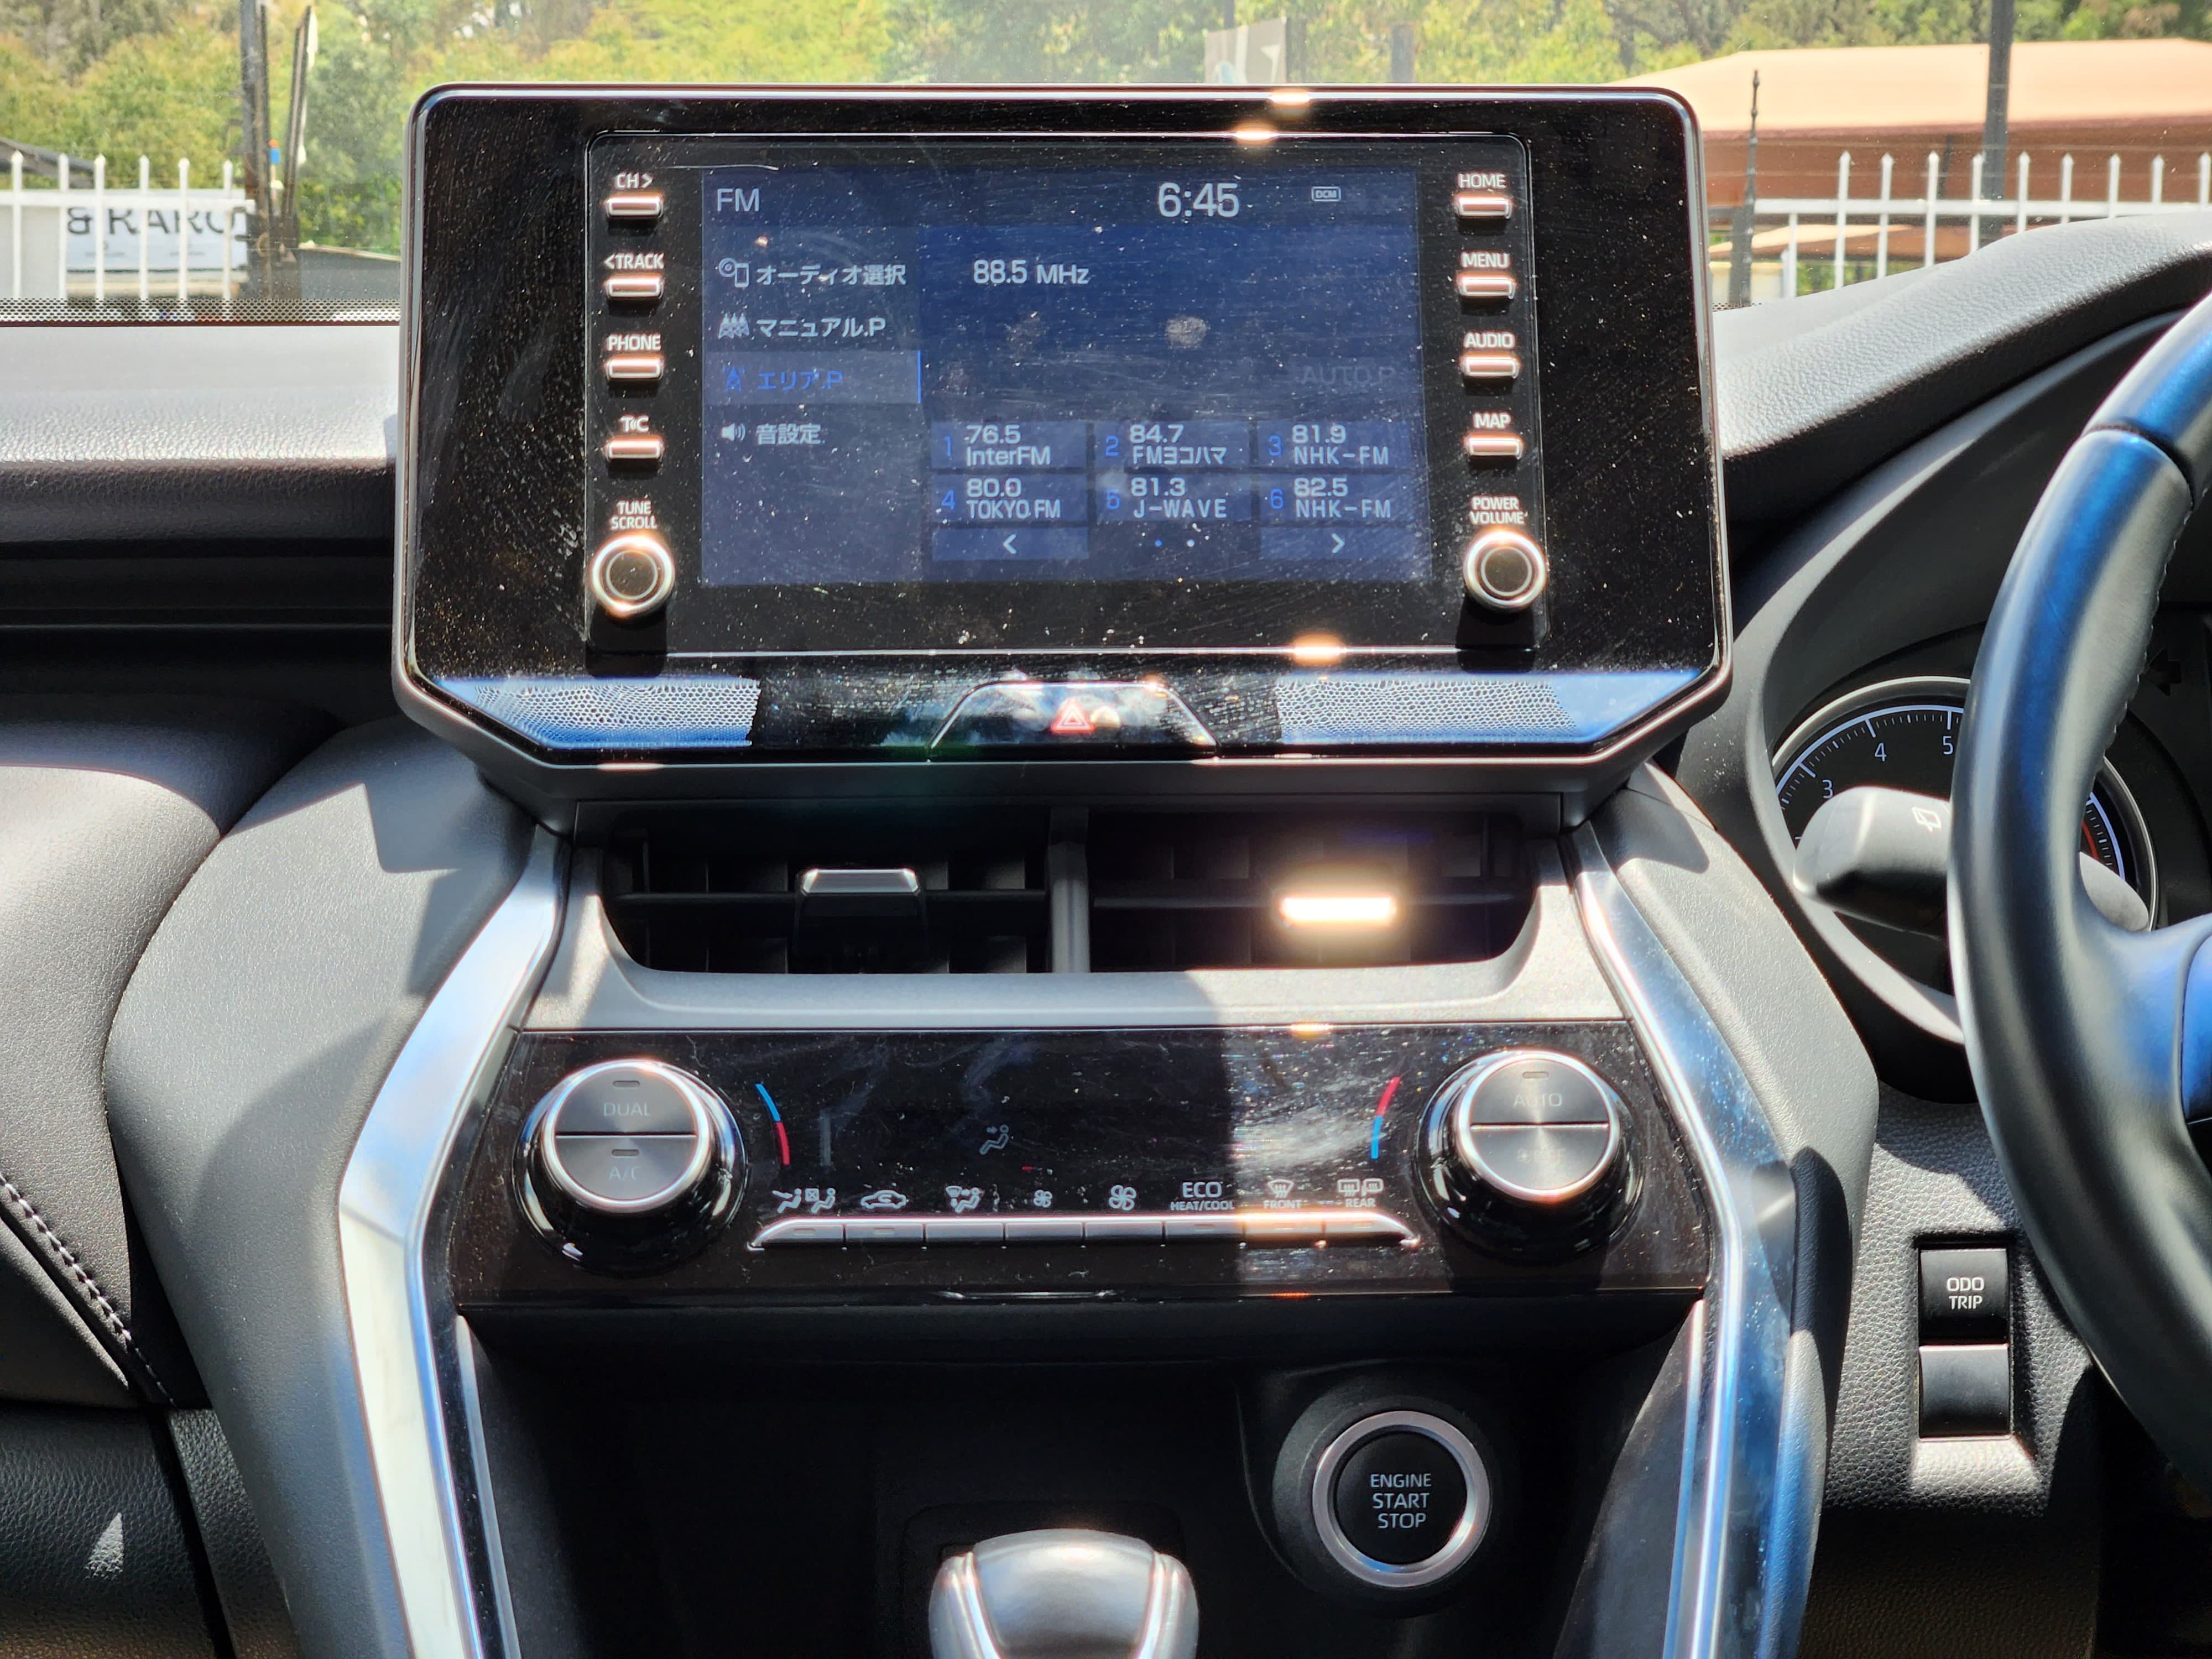 CH>
FM
6:45
DCM
HOME
<TRACK
オーディオ選択
88.5 MHz
MENU
マニュアル.P
PHONE
AUDIO
エリア.P
AUTO.P
T&C
MAP
音設定
1 76.5 InterFM
2 84.7 FMヨコハマ
3 81.9 NHK-FM
4 80.0 TOKYO FM
5 81.3 J-WAVE
6 82.5 NHK-FM
TUNE
SCROLL
POWER
VOLUME
<
>
3
4
5
DUAL
A/C
AUTO
ECO
HEAT/COOL
FRONT
REAR
ODO
TRIP
ENGINE
START
STOP